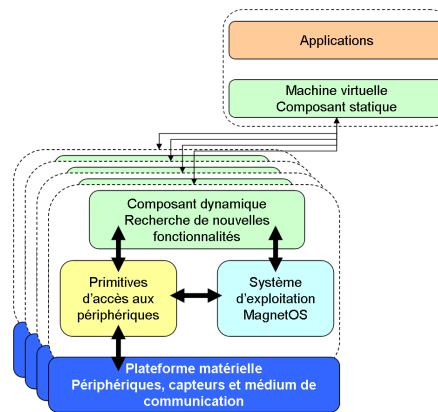 Applications
Machine virtuelle
Composant statique
Composant dynamique
Recherche de nouvelles
fonctionnalités
Primitives
d'accès aux
périphériques
Système
d'exploitation
MagnetOS
Plateforme matérielle
Périphériques, capteurs et médium de
communication